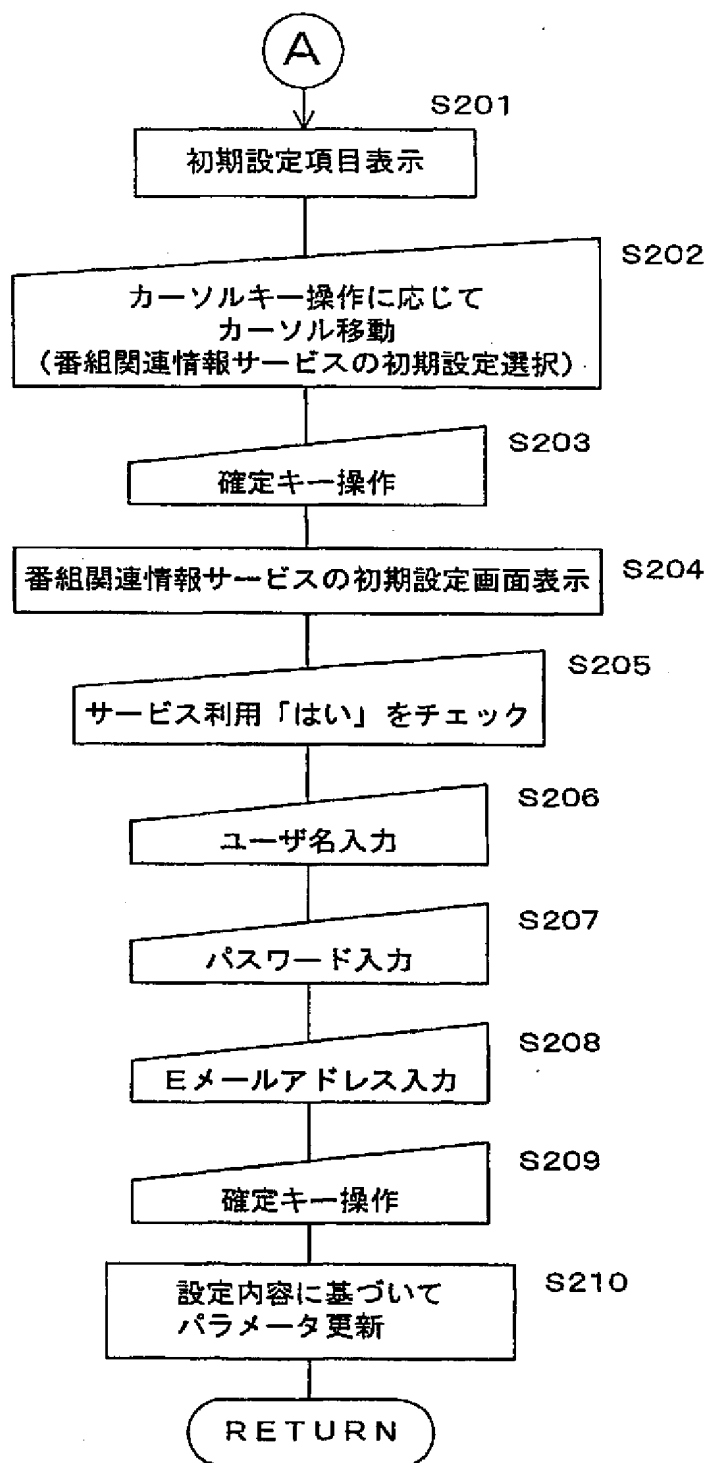 A
S201
初期設定項目表示
S202
カーソルキー操作に応じて
カーソル移動
(番組関連情報サービスの初期設定選択)
S203
確定キー操作
S204
番組関連情報サービスの初期設定画面表示
S205
サービス利用「はい」をチェック
S206
ユーザ名入力
S207
パスワード入力
S208
Eメールアドレス入力
S209
確定キー操作
S210
設定内容に基づいて
パラメータ更新
RETURN